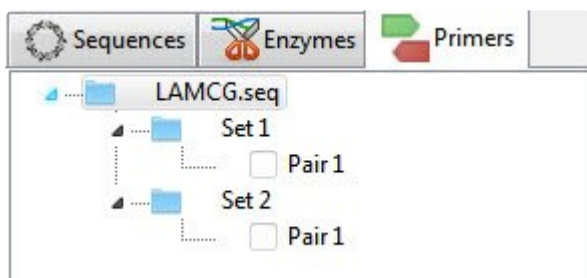 Sequences Enzymes Primers
LAMCG.seq
Set 1
Pair 1
Set 2
Pair 1